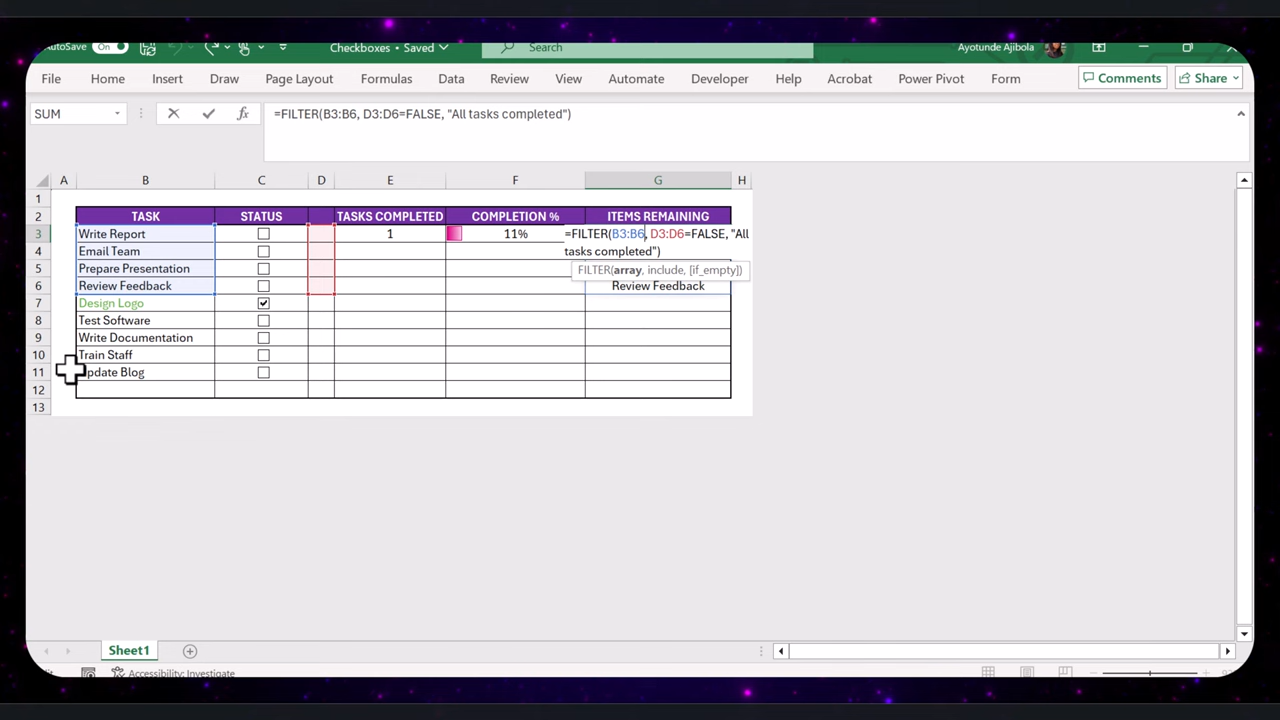 AutoSave On Checkboxes • Saved Search Ayotunde Ajibola
File Home Insert Draw Page Layout Formulas Data Review View Automate Developer Help Acrobat Power Pivot Form Comments Share
SUM fx =FILTER(B3:B6, D3:D6=FALSE, "All tasks completed")
A B C D E F G H
1
2 TASK STATUS TASKS COMPLETED COMPLETION % ITEMS REMAINING
3 Write Report 1 11% =FILTER(B3:B6, D3:D6=FALSE, "All
4 Email Team tasks completed")
5 Prepare Presentation FILTER(array, include, [if_empty])
6 Review Feedback Review Feedback
7 Design Logo
8 Test Software
9 Write Documentation
10 Train Staff
11 pdate Blog
12
13
Sheet1
Accessibility: Investigate